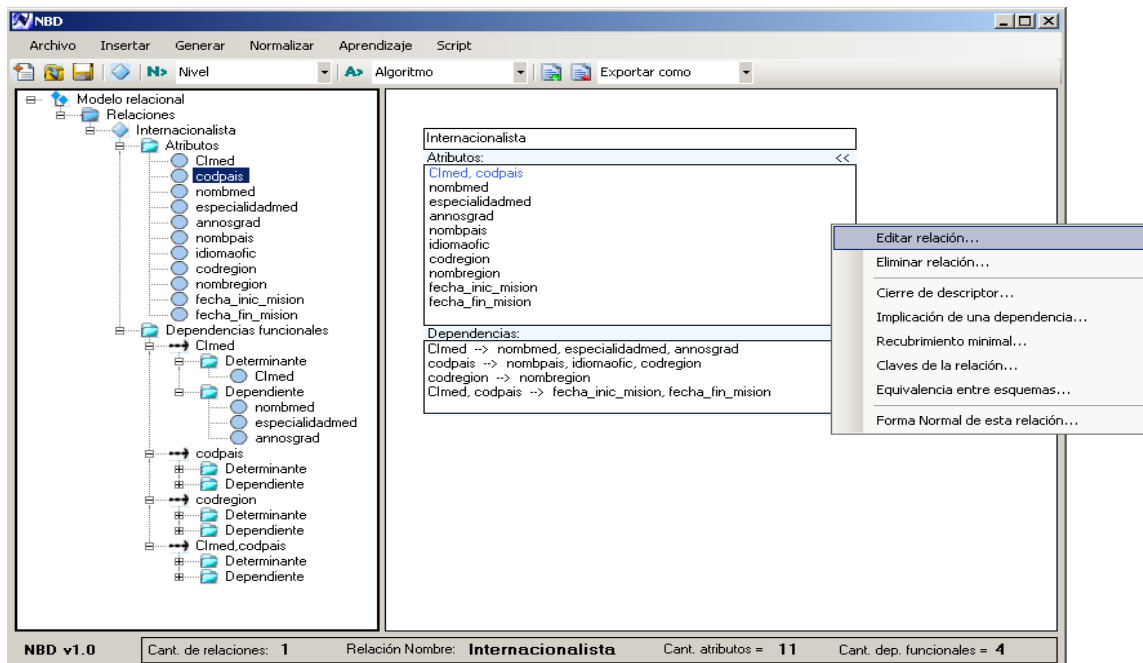 NBD
Archivo Insertar Generar Normalizar Aprendizaje Script
N> Nivel A> Algoritmo Exportar como
Modelo relacional
Relaciones
Internacionalista
Atributos
CImed
codpais
nombmed
especialidadmed
annosgrad
nombpais
idiomaofic
codregion
nombregion
fecha_inic_mision
fecha_fin_mision
Dependencias funcionales
CImed
Determinante
CImed
Dependiente
nombmed
especialidadmed
annosgrad
codpais
Determinante
Dependiente
codregion
Determinante
Dependiente
CImed,codpais
Determinante
Dependiente
Internacionalista
Atributos: <<
CImed, codpais
nombmed
especialidadmed
annosgrad
nombpais
idiomaofic
codregion
nombregion
fecha_inic_mision
fecha_fin_mision
Dependencias:
CImed --> nombmed, especialidadmed, annosgrad
codpais --> nombpais, idiomaofic, codregion
codregion --> nombregion
CImed, codpais --> fecha_inic_mision, fecha_fin_mision
Editar relación...
Eliminar relación...
Cierre de descriptor...
Implicación de una dependencia...
Recubrimiento minimal...
Claves de la relación...
Equivalencia entre esquemas...
Forma Normal de esta relación...
NBD v1.0 Cant. de relaciones: 1 Relación Nombre: Internacionalista Cant. atributos = 11 Cant. dep. funcionales = 4